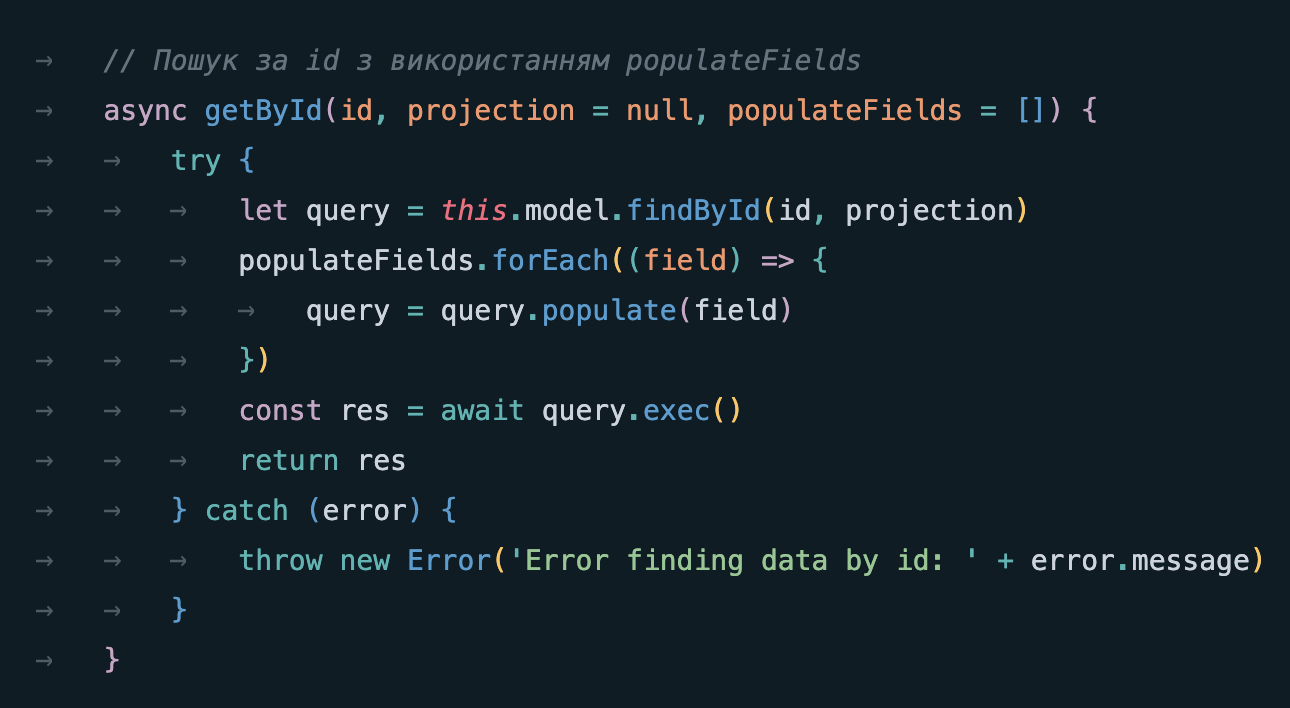 // Пошук за id з використанням populateFields
async getById(id, projection = null, populateFields = []) {
try {
let query = this.model.findById(id, projection)
populateFields.forEach((field) => {
query = query.populate(field)
})
const res = await query.exec()
return res
} catch (error) {
throw new Error('Error finding data by id: ' + error.message)
}
}